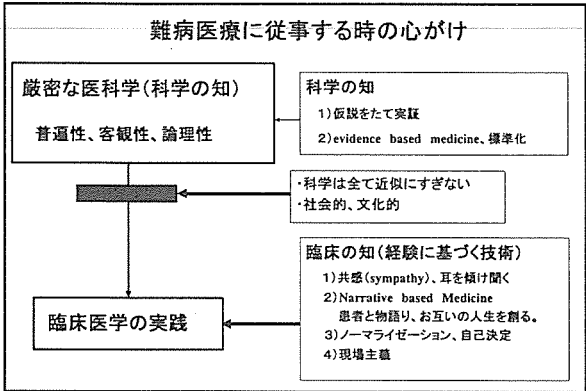 難病医療に従事する時の心がけ
厳密な医科学(科学の知)
普遍性、客観性、論理性
科学の知
1)仮説をたて実証
2)evidence based medicine、標準化
・科学は全て近似にすぎない
・社会的、文化的
臨床の知(経験に基づく技術)
1)共感(sympathy)、耳を傾け聞く
2)Narrative based Medicine
患者と物語り、お互いの人生を創る。
3)ノーマライゼーション、自己決定
4)現場主義
臨床医学の実践